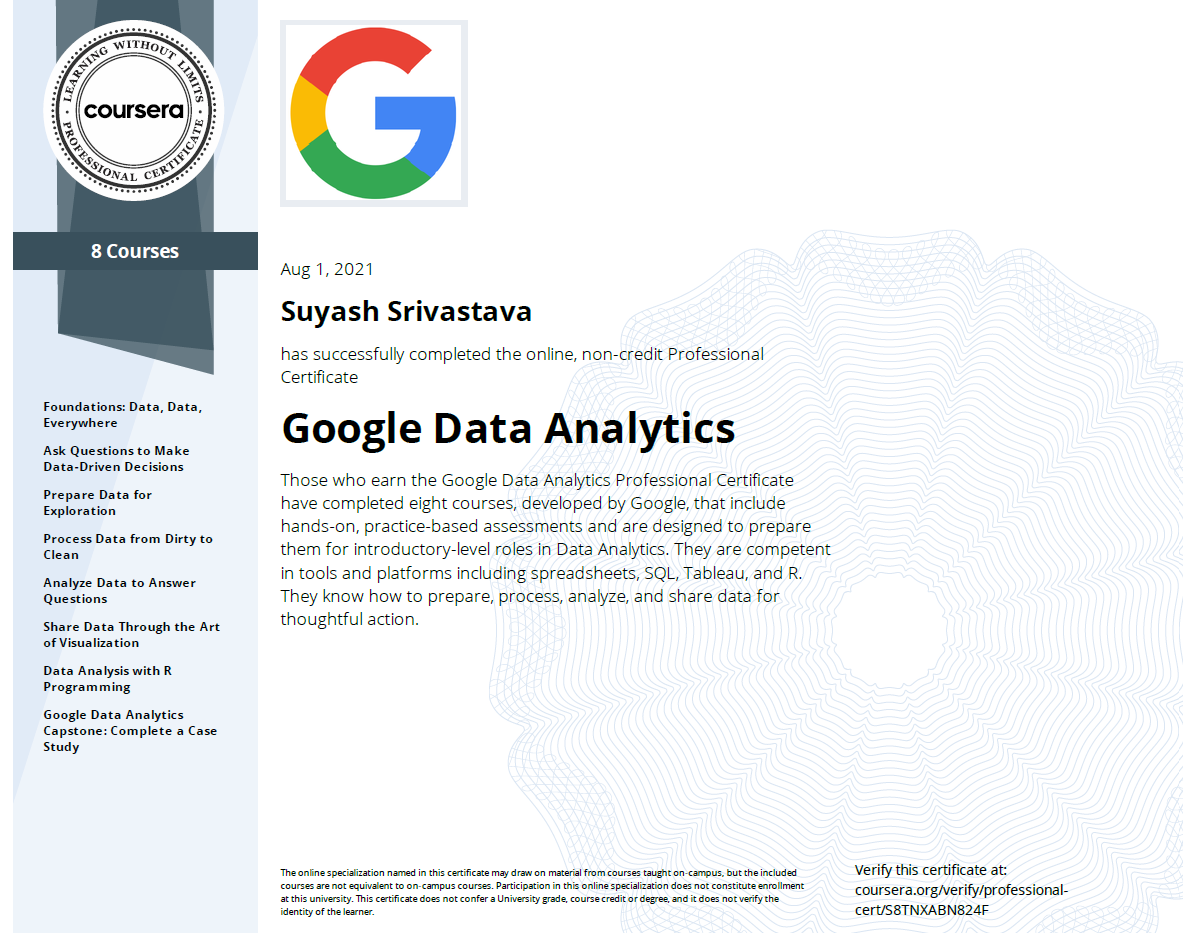 LEARNING WITHOUT LIMITS
coursera
PROFESSIONAL CERTIFICATE
8 Courses
Foundations: Data, Data,
Everywhere
Ask Questions to Make
Data-Driven Decisions
Prepare Data for
Exploration
Process Data from Dirty to
Clean
Analyze Data to Answer
Questions
Share Data Through the Art
of Visualization
Data Analysis with R
Programming
Google Data Analytics
Capstone: Complete a Case
Study
Aug 1, 2021
Suyash Srivastava
has successfully completed the online, non-credit Professional
Certificate
Google Data Analytics
Those who earn the Google Data Analytics Professional Certificate
have completed eight courses, developed by Google, that include
hands-on, practice-based assessments and are designed to prepare
them for introductory-level roles in Data Analytics. They are competent
in tools and platforms including spreadsheets, SQL, Tableau, and R.
They know how to prepare, process, analyze, and share data for
thoughtful action.
The online specialization named in this certificate may draw on material from courses taught on-campus, but the included
courses are not equivalent to on-campus courses. Participation in this online specialization does not constitute enrollment
at this university. This certificate does not confer a University grade, course credit or degree, and it does not verify the
identity of the learner.
Verify this certificate at:
coursera.org/verify/professional-
cert/S8TNXABN824F